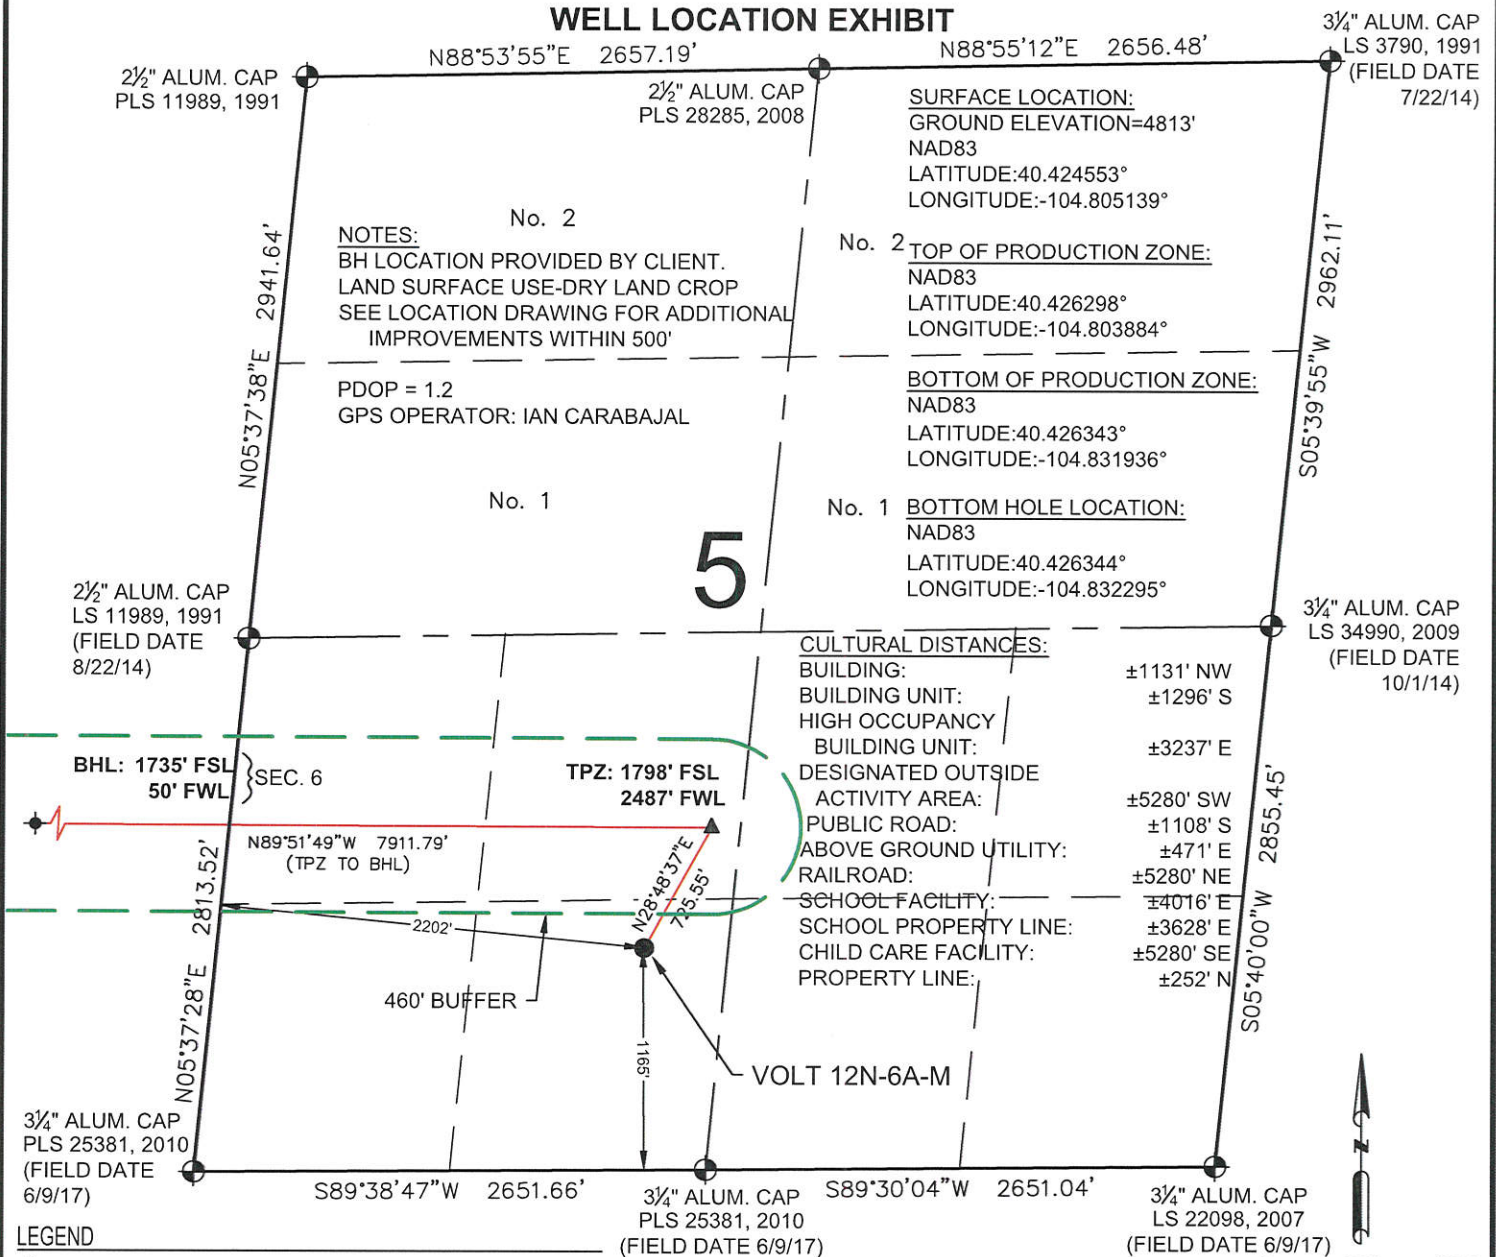 WELL LOCATION EXHIBIT
N88°53'55"E 2657.19'
N88°55'12"E 2656.48'
3¼" ALUM. CAP
LS 3790, 1991
(FIELD DATE
7/22/14)
2½" ALUM. CAP
PLS 11989, 1991
2½" ALUM. CAP
PLS 28285, 2008
SURFACE LOCATION:
GROUND ELEVATION=4813'
NAD83
LATITUDE:40.424553°
LONGITUDE:-104.805139°
No. 2
NOTES:
BH LOCATION PROVIDED BY CLIENT.
LAND SURFACE USE-DRY LAND CROP
SEE LOCATION DRAWING FOR ADDITIONAL
IMPROVEMENTS WITHIN 500'
No. 2
TOP OF PRODUCTION ZONE:
NAD83
LATITUDE:40.426298°
LONGITUDE:-104.803884°
N05°37'38"E 2941.64'
S05°39'55"W 2962.11'
PDOP = 1.2
GPS OPERATOR: IAN CARABAJAL
BOTTOM OF PRODUCTION ZONE:
NAD83
LATITUDE:40.426343°
LONGITUDE:-104.831936°
No. 1
No. 1
BOTTOM HOLE LOCATION:
NAD83
LATITUDE:40.426344°
LONGITUDE:-104.832295°
5
2½" ALUM. CAP
LS 11989, 1991
(FIELD DATE
8/22/14)
3¼" ALUM. CAP
LS 34990, 2009
(FIELD DATE
10/1/14)
CULTURAL DISTANCES:
BUILDING: ±1131' NW
BUILDING UNIT: ±1296' S
HIGH OCCUPANCY
BUILDING UNIT: ±3237' E
DESIGNATED OUTSIDE
ACTIVITY AREA: ±5280' SW
PUBLIC ROAD: ±1108' S
ABOVE GROUND UTILITY: ±471' E
RAILROAD: ±5280' NE
SCHOOL FACILITY: ±4016' E
SCHOOL PROPERTY LINE: ±3628' E
CHILD CARE FACILITY: ±5280' SE
PROPERTY LINE: ±252' N
BHL: 1735' FSL
50' FWL
SEC. 6
TPZ: 1798' FSL
2487' FWL
N89°51'49"W 7911.79'
(TPZ TO BHL)
N28°48'37"E
725.55'
2202'
460' BUFFER
1165'
VOLT 12N-6A-M
N05°37'28"E 2813.52'
S05°40'00"W 2855.45'
3¼" ALUM. CAP
PLS 25381, 2010
(FIELD DATE
6/9/17)
S89°38'47"W 2651.66'
3¼" ALUM. CAP
PLS 25381, 2010
(FIELD DATE 6/9/17)
S89°30'04"W 2651.04'
3¼" ALUM. CAP
LS 22098, 2007
(FIELD DATE 6/9/17)
N
LEGEND